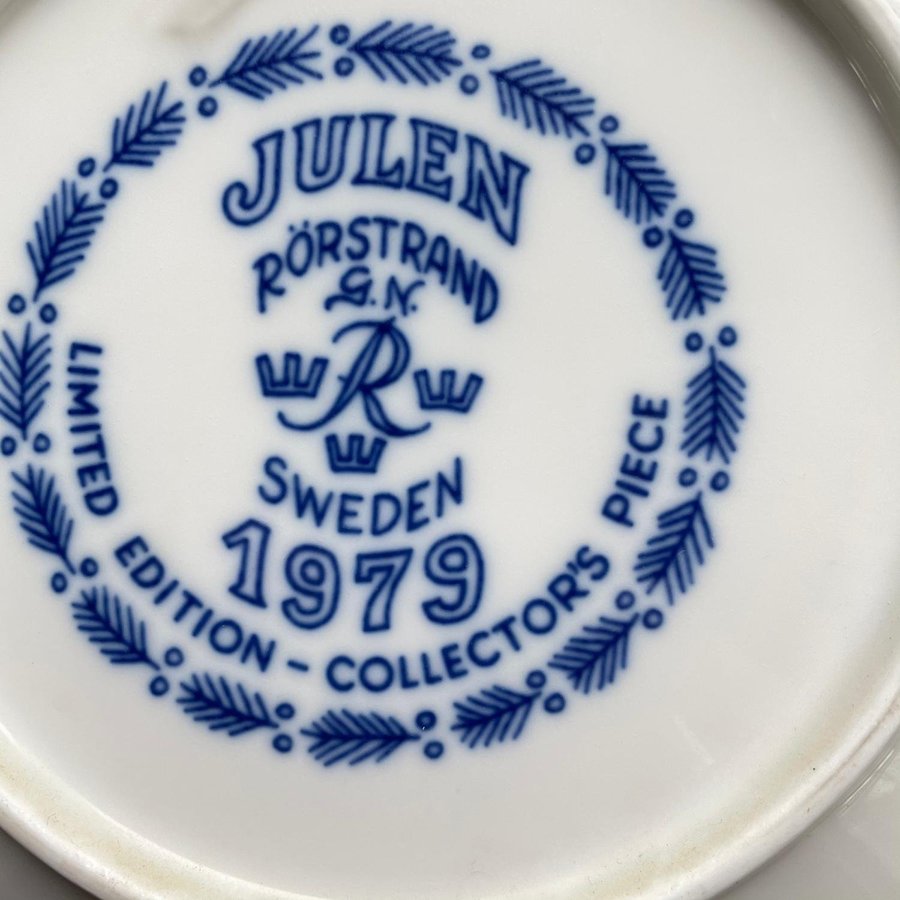 JULEN
RÖRSTRAND
G.N.
R
SWEDEN
1979
LIMITED EDITION - COLLECTOR'S PIECE